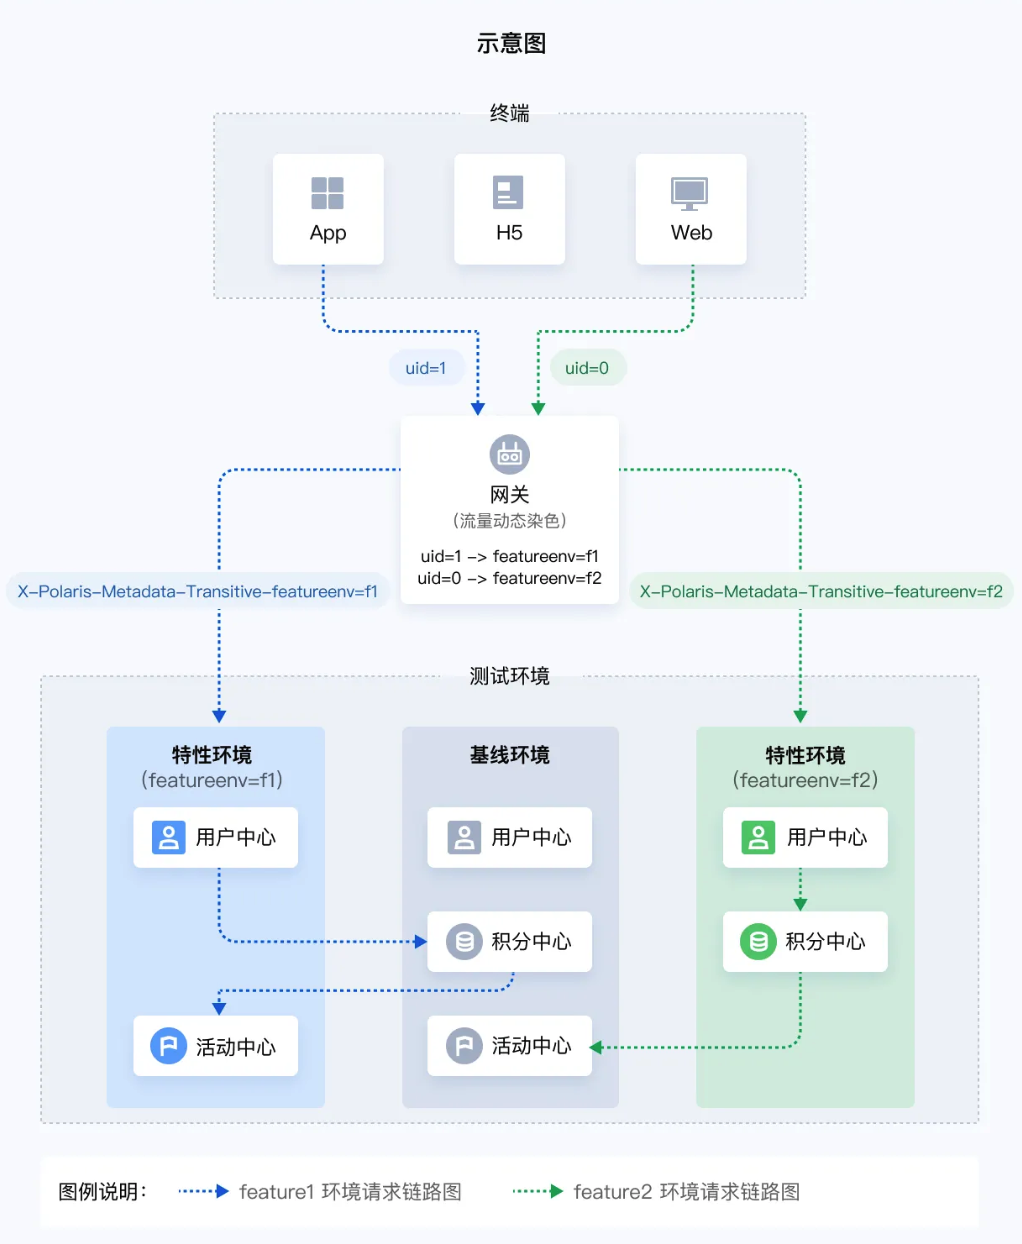 示意图
终端
App
H5
Web
uid=1
uid=0
网关
(流量动态染色)
uid=1 -> featureenv=f1
uid=0 -> featureenv=f2
X-Polaris-Metadata-Transitive-featureenv=f1
X-Polaris-Metadata-Transitive-featureenv=f2
测试环境
特性环境
(featureenv=f1)
用户中心
活动中心
基线环境
用户中心
积分中心
活动中心
特性环境
(featureenv=f2)
用户中心
积分中心
图例说明：
feature1 环境请求链路图
feature2 环境请求链路图